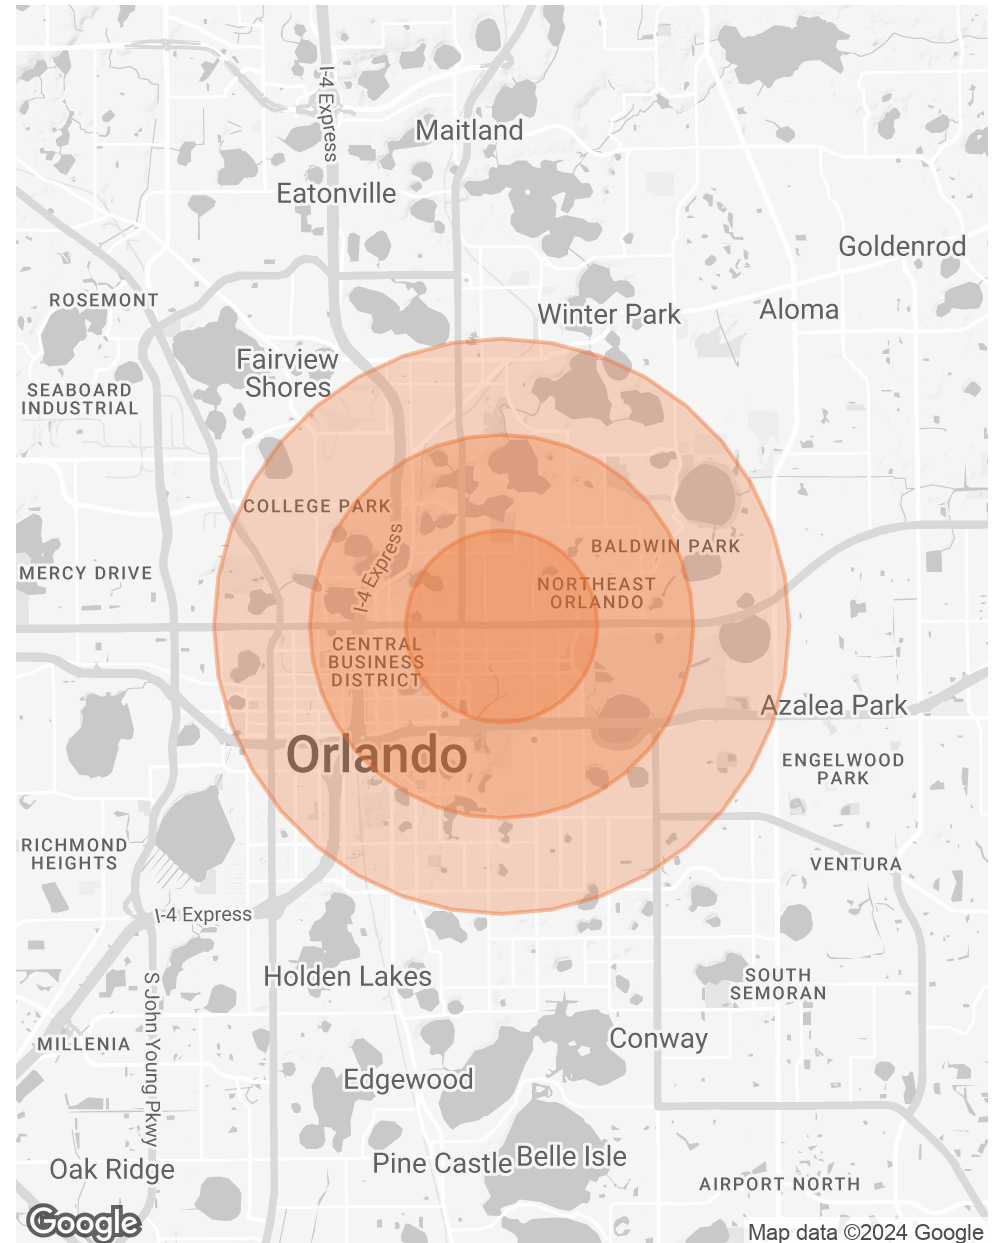 I-4 Express
Maitland
Eatonville
Goldenrod
ROSEMONT
Winter Park
Aloma
Fairview
Shores
SEABOARD
INDUSTRIAL
COLLEGE PARK
I-4 Express
BALDWIN PARK
MERCY DRIVE
NORTHEAST
ORLANDO
CENTRAL
BUSINESS
DISTRICT
Azalea Park
Orlando
ENGELWOOD
PARK
RICHMOND
HEIGHTS
VENTURA
I-4 Express
Holden Lakes
SOUTH
SEMORAN
S John Young Pkwy
MILLENIA
Conway
Edgewood
Pine Castle
Belle Isle
Oak Ridge
AIRPORT NORTH
Google
Map data ©2024 Google